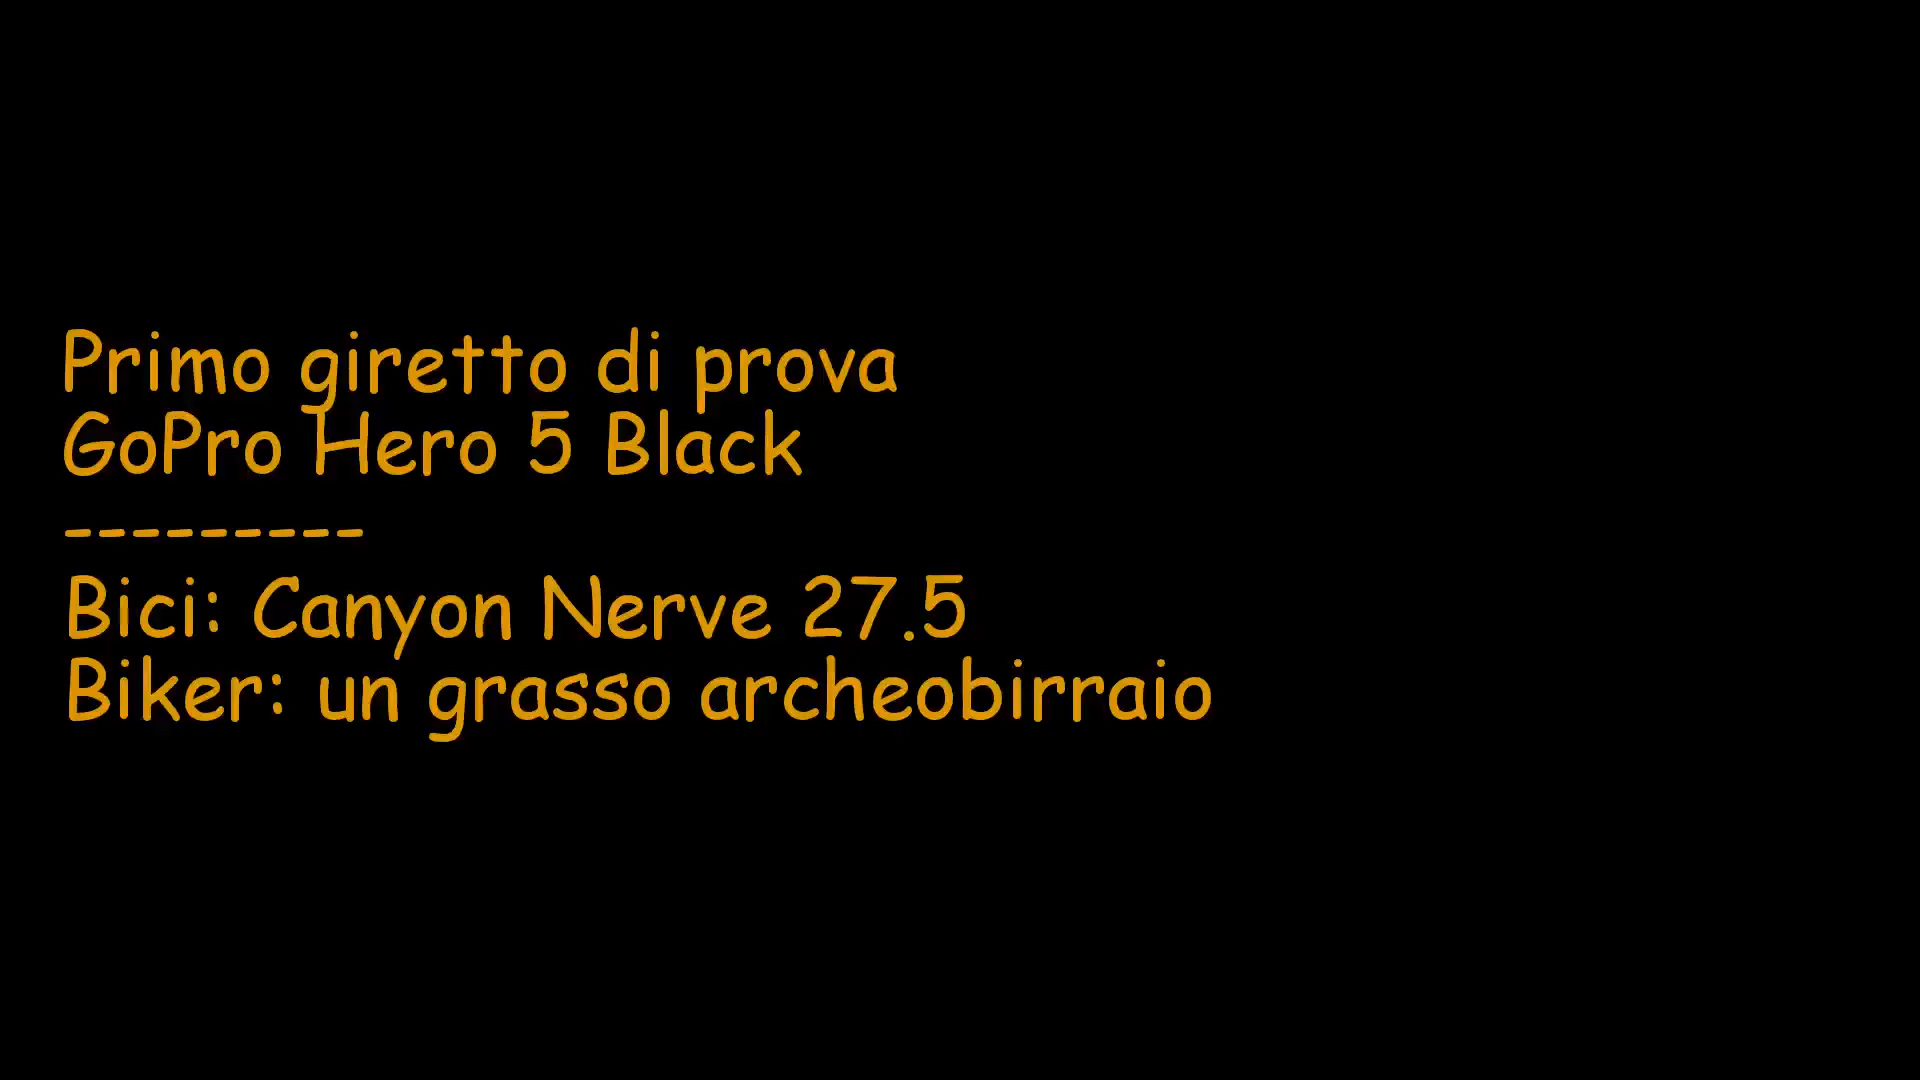 Primo giretto di prova
GoPro Hero 5 Black
---------
Bici: Canyon Nerve 27.5
Biker: un grasso archeobirraio